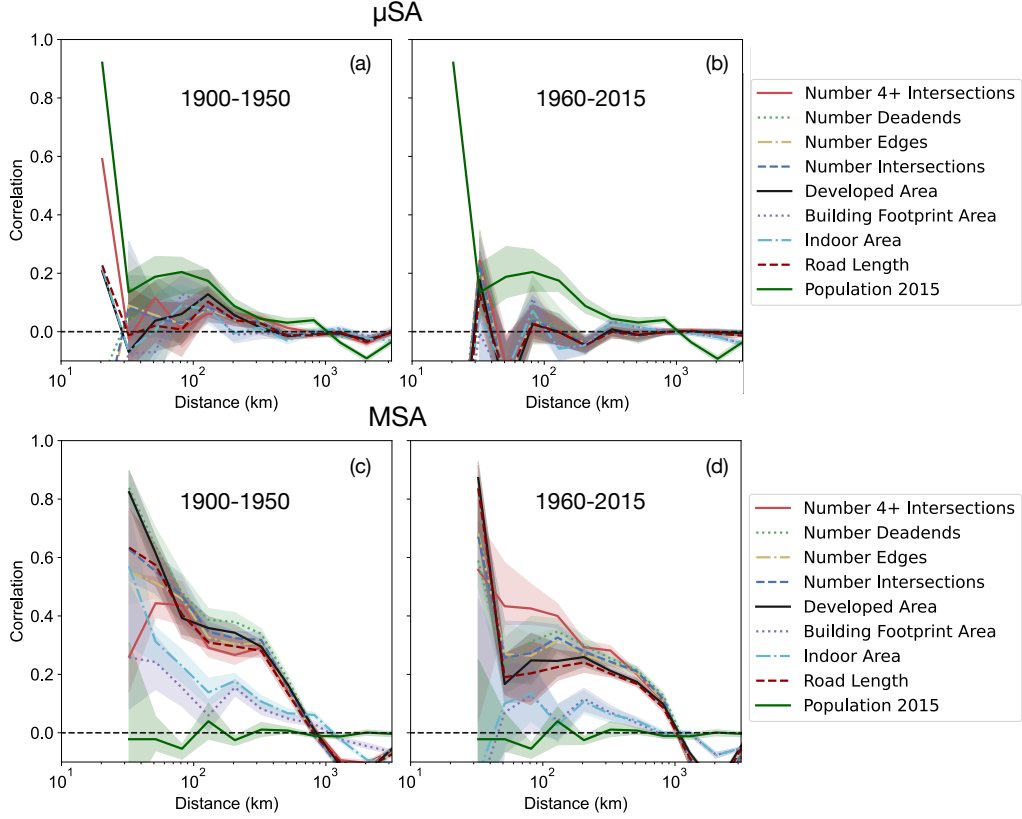 µSA
(a)
1900-1950
1.0
0.8
0.6
0.4
0.2
0.0
Correlation
10¹
10²
10³
Distance (km)
(b)
1960-2015
10¹
10²
10³
Distance (km)
Number 4+ Intersections
Number Deadends
Number Edges
Number Intersections
Developed Area
Building Footprint Area
Indoor Area
Road Length
Population 2015
MSA
(c)
1900-1950
1.0
0.8
0.6
0.4
0.2
0.0
Correlation
10¹
10²
10³
Distance (km)
(d)
1960-2015
10¹
10²
10³
Distance (km)
Number 4+ Intersections
Number Deadends
Number Edges
Number Intersections
Developed Area
Building Footprint Area
Indoor Area
Road Length
Population 2015